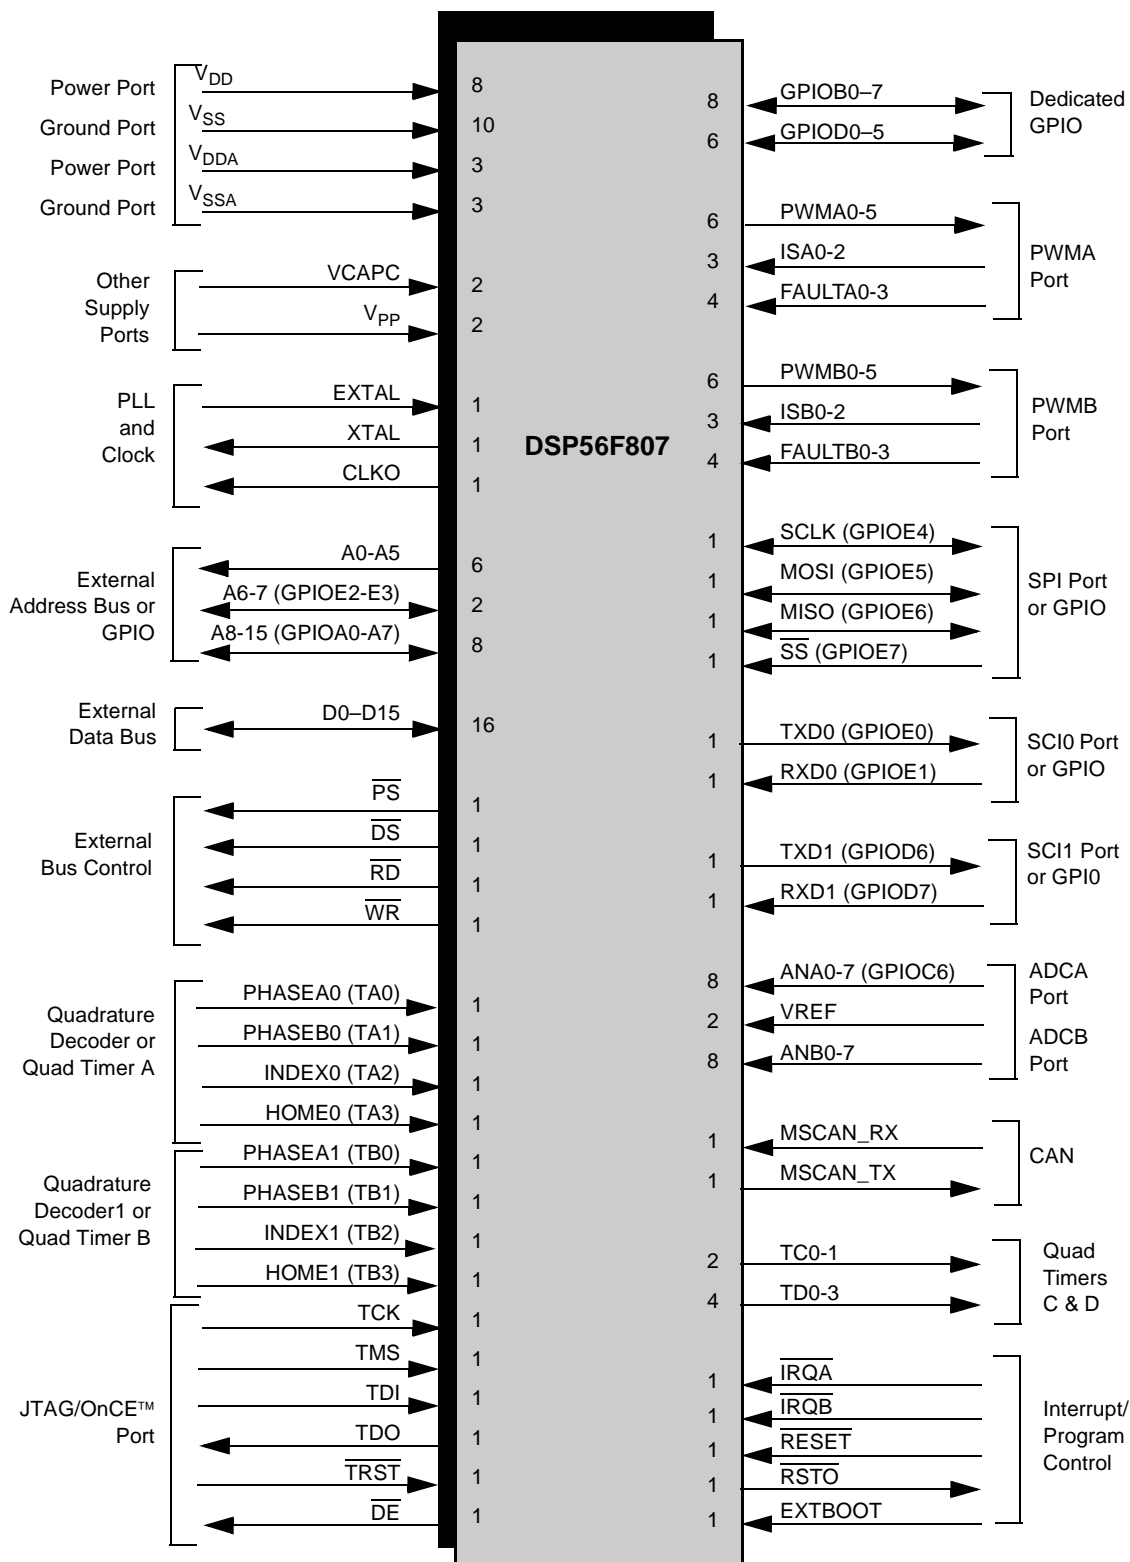 Power Port
V_DD
8
Ground Port
V_SS
10
Power Port
V_DDA
3
Ground Port
V_SSA
3
Other
Supply
Ports
VCAPC
2
V_PP
2
PLL
and
Clock
EXTAL
1
XTAL
1
CLKO
1
External
Address Bus or
GPIO
A0-A5
6
A6-7 (GPIOE2-E3)
2
A8-15 (GPIOA0-A7)
8
External
Data Bus
D0–D15
16
External
Bus Control
PS
1
DS
1
RD
1
WR
1
Quadrature
Decoder or
Quad Timer A
PHASEA0 (TA0)
1
PHASEB0 (TA1)
1
INDEX0 (TA2)
1
HOME0 (TA3)
1
Quadrature
Decoder1 or
Quad Timer B
PHASEA1 (TB0)
1
PHASEB1 (TB1)
1
INDEX1 (TB2)
1
HOME1 (TB3)
1
JTAG/OnCE™
Port
TCK
1
TMS
1
TDI
1
TDO
1
TRST
1
DE
1
DSP56F807
8
GPIOB0–7
6
GPIOD0–5
Dedicated
GPIO
6
PWMA0-5
3
ISA0-2
4
FAULTA0-3
PWMA
Port
6
PWMB0-5
3
ISB0-2
4
FAULTB0-3
PWMB
Port
1
SCLK (GPIOE4)
1
MOSI (GPIOE5)
1
MISO (GPIOE6)
1
SS (GPIOE7)
SPI Port
or GPIO
1
TXD0 (GPIOE0)
1
RXD0 (GPIOE1)
SCI0 Port
or GPIO
1
TXD1 (GPIOD6)
1
RXD1 (GPIOD7)
SCI1 Port
or GPI0
8
ANA0-7 (GPIOC6)
2
VREF
8
ANB0-7
ADCA
Port
ADCB
Port
1
MSCAN_RX
1
MSCAN_TX
CAN
2
TC0-1
4
TD0-3
Quad
Timers
C & D
1
IRQA
1
IRQB
1
RESET
1
RSTO
1
EXTBOOT
Interrupt/
Program
Control